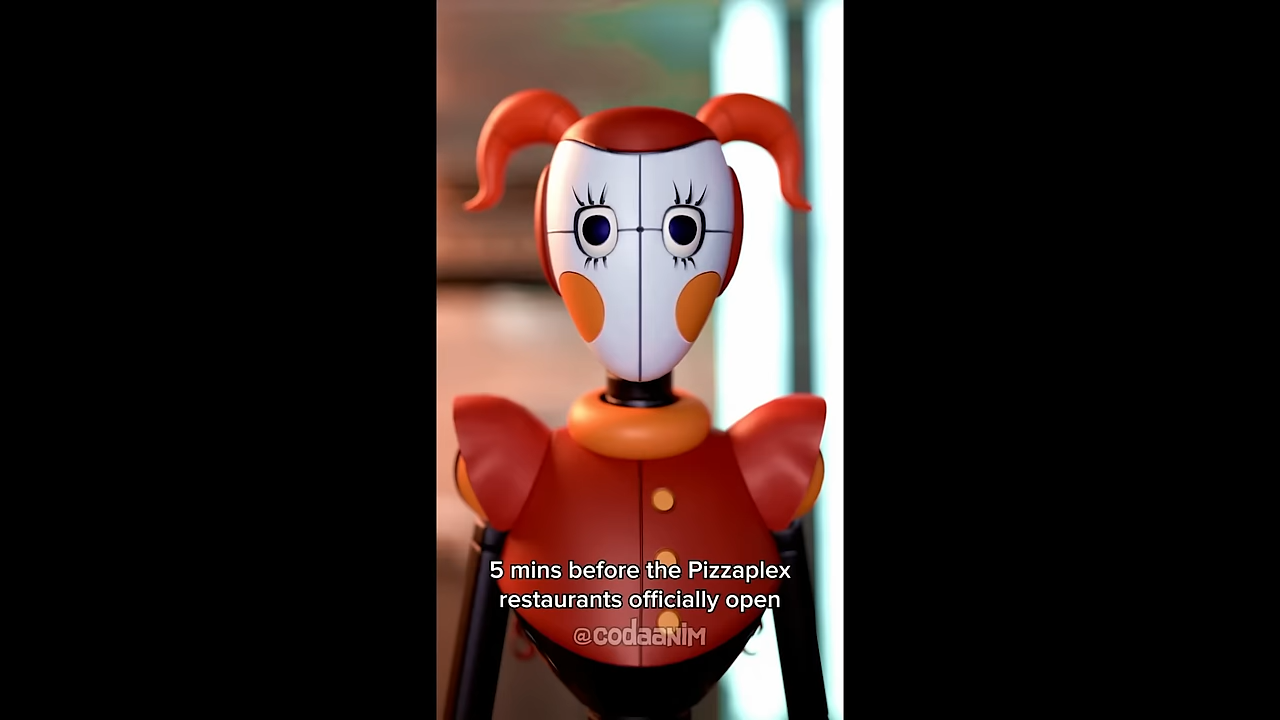 5 mins before the Pizzaplex
restaurants officially open
@codaanim